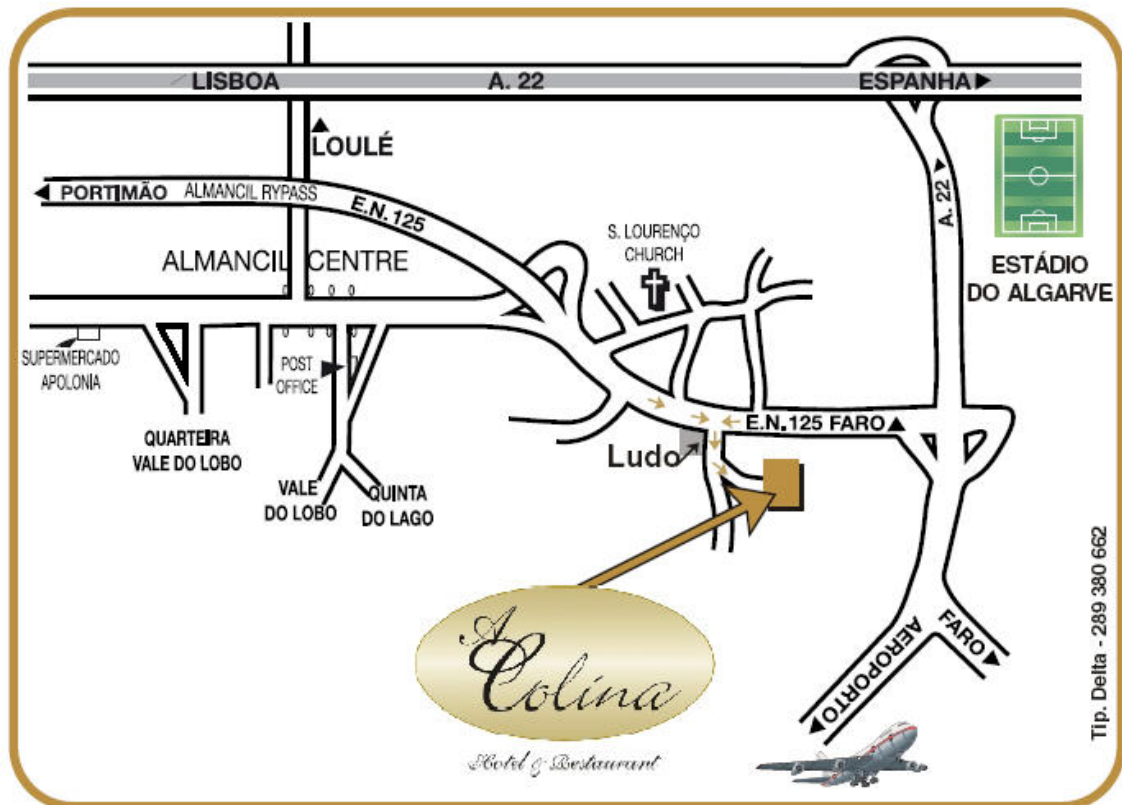 LISBOA
A. 22
ESPANHA
LOULÉ
PORTIMÃO
ALMANCIL RYPASS
E.N. 125
A. 22
S. LOURENÇO
CHURCH
ALMANCIL CENTRE
ESTÁDIO
DO ALGARVE
SUPERMERCADO
APOLONIA
POST
OFFICE
E.N. 125 FARO
QUARTEIRA
VALE DO LOBO
Ludo
VALE
DO LOBO
QUINTA
DO LAGO
A Colina
Hotel & Restaurant
AEROPORTO
FARO
Tip. Delta - 289 380 662